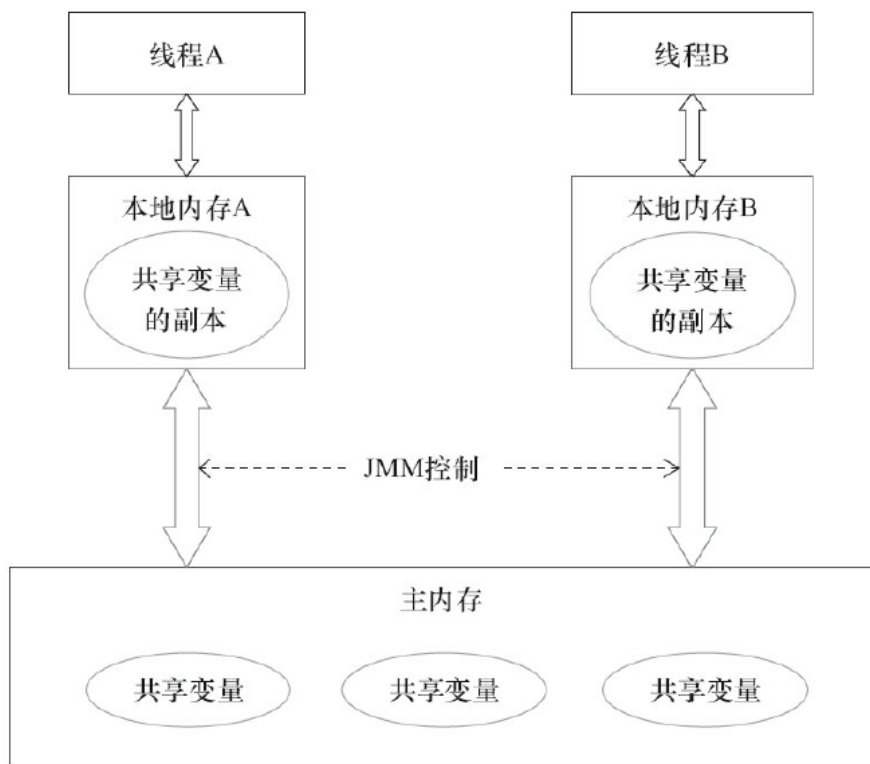 线程A
线程B
本地内存A
本地内存B
共享变量
的副本
共享变量
的副本
JMM控制
主内存
共享变量
共享变量
共享变量